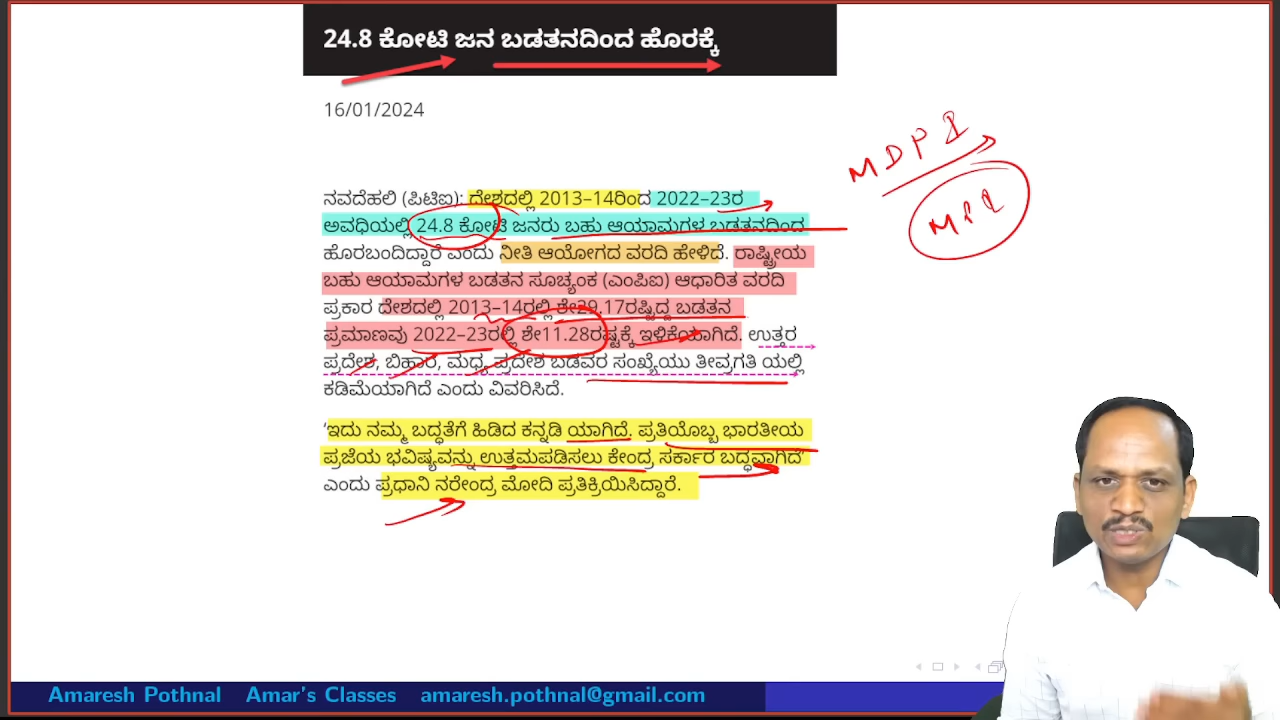 24.8 ಕೋಟಿ ಜನ ಬಡತನದಿಂದ ಹೊರಕ್ಕೆ
16/01/2024
MDPI
MPI
ನವದೆಹಲಿ (ಪಿಟಿಐ): ದೇಶದಲ್ಲಿ 2013–14ರಿಂದ 2022–23ರ
ಅವಧಿಯಲ್ಲಿ 24.8 ಕೋಟಿ ಜನರು ಬಹು ಆಯಾಮಗಳ ಬಡತನದಿಂದ
ಹೊರಬಂದಿದ್ದಾರೆ ಎಂದು ನೀತಿ ಆಯೋಗದ ವರದಿ ಹೇಳಿದೆ. ರಾಷ್ಟ್ರೀಯ
ಬಹು ಆಯಾಮಗಳ ಬಡತನ ಸೂಚ್ಯಂಕ (ಎಂಪಿಐ) ಆಧಾರಿತ ವರದಿ
ಪ್ರಕಾರ ದೇಶದಲ್ಲಿ 2013–14ರಲ್ಲಿ ಶೇ29.17ರಷ್ಟಿದ್ದ ಬಡತನ
ಪ್ರಮಾಣವು 2022–23ರಲ್ಲಿ ಶೇ11.28ರಷ್ಟಕ್ಕೆ ಇಳಿಕೆಯಾಗಿದೆ. ಉತ್ತರ
ಪ್ರದೇಶ, ಬಿಹಾರ, ಮಧ್ಯ ಪ್ರದೇಶ ಬಡವರ ಸಂಖ್ಯೆಯು ತೀವ್ರಗತಿ ಯಲ್ಲಿ
ಕಡಿಮೆಯಾಗಿದೆ ಎಂದು ವಿವರಿಸಿದೆ.
‘ಇದು ನಮ್ಮ ಬದ್ಧತೆಗೆ ಹಿಡಿದ ಕನ್ನಡಿ ಯಾಗಿದೆ. ಪ್ರತಿಯೊಬ್ಬ ಭಾರತೀಯ
ಪ್ರಜೆಯ ಭವಿಷ್ಯವನ್ನು ಉತ್ತಮಪಡಿಸಲು ಕೇಂದ್ರ ಸರ್ಕಾರ ಬದ್ಧವಾಗಿದೆ’
ಎಂದು ಪ್ರಧಾನಿ ನರೇಂದ್ರ ಮೋದಿ ಪ್ರತಿಕ್ರಿಯಿಸಿದ್ದಾರೆ.
Amaresh Pothnal Amar's Classes amaresh.pothnal@gmail.com